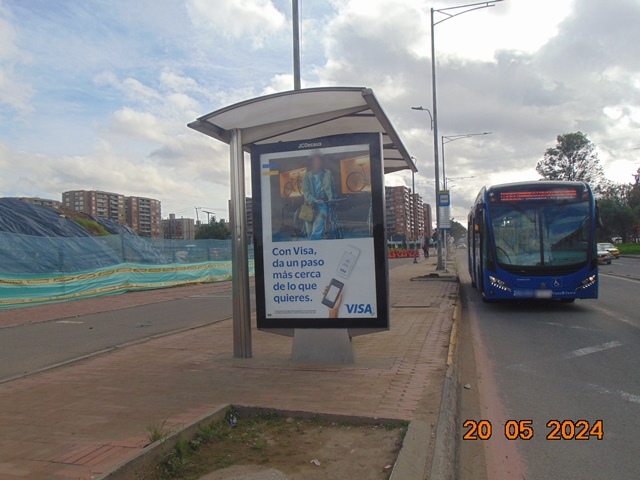 JCDecaux
Con Visa,
da un paso
más cerca
de lo que
quieres.
VISA
20 05 2024